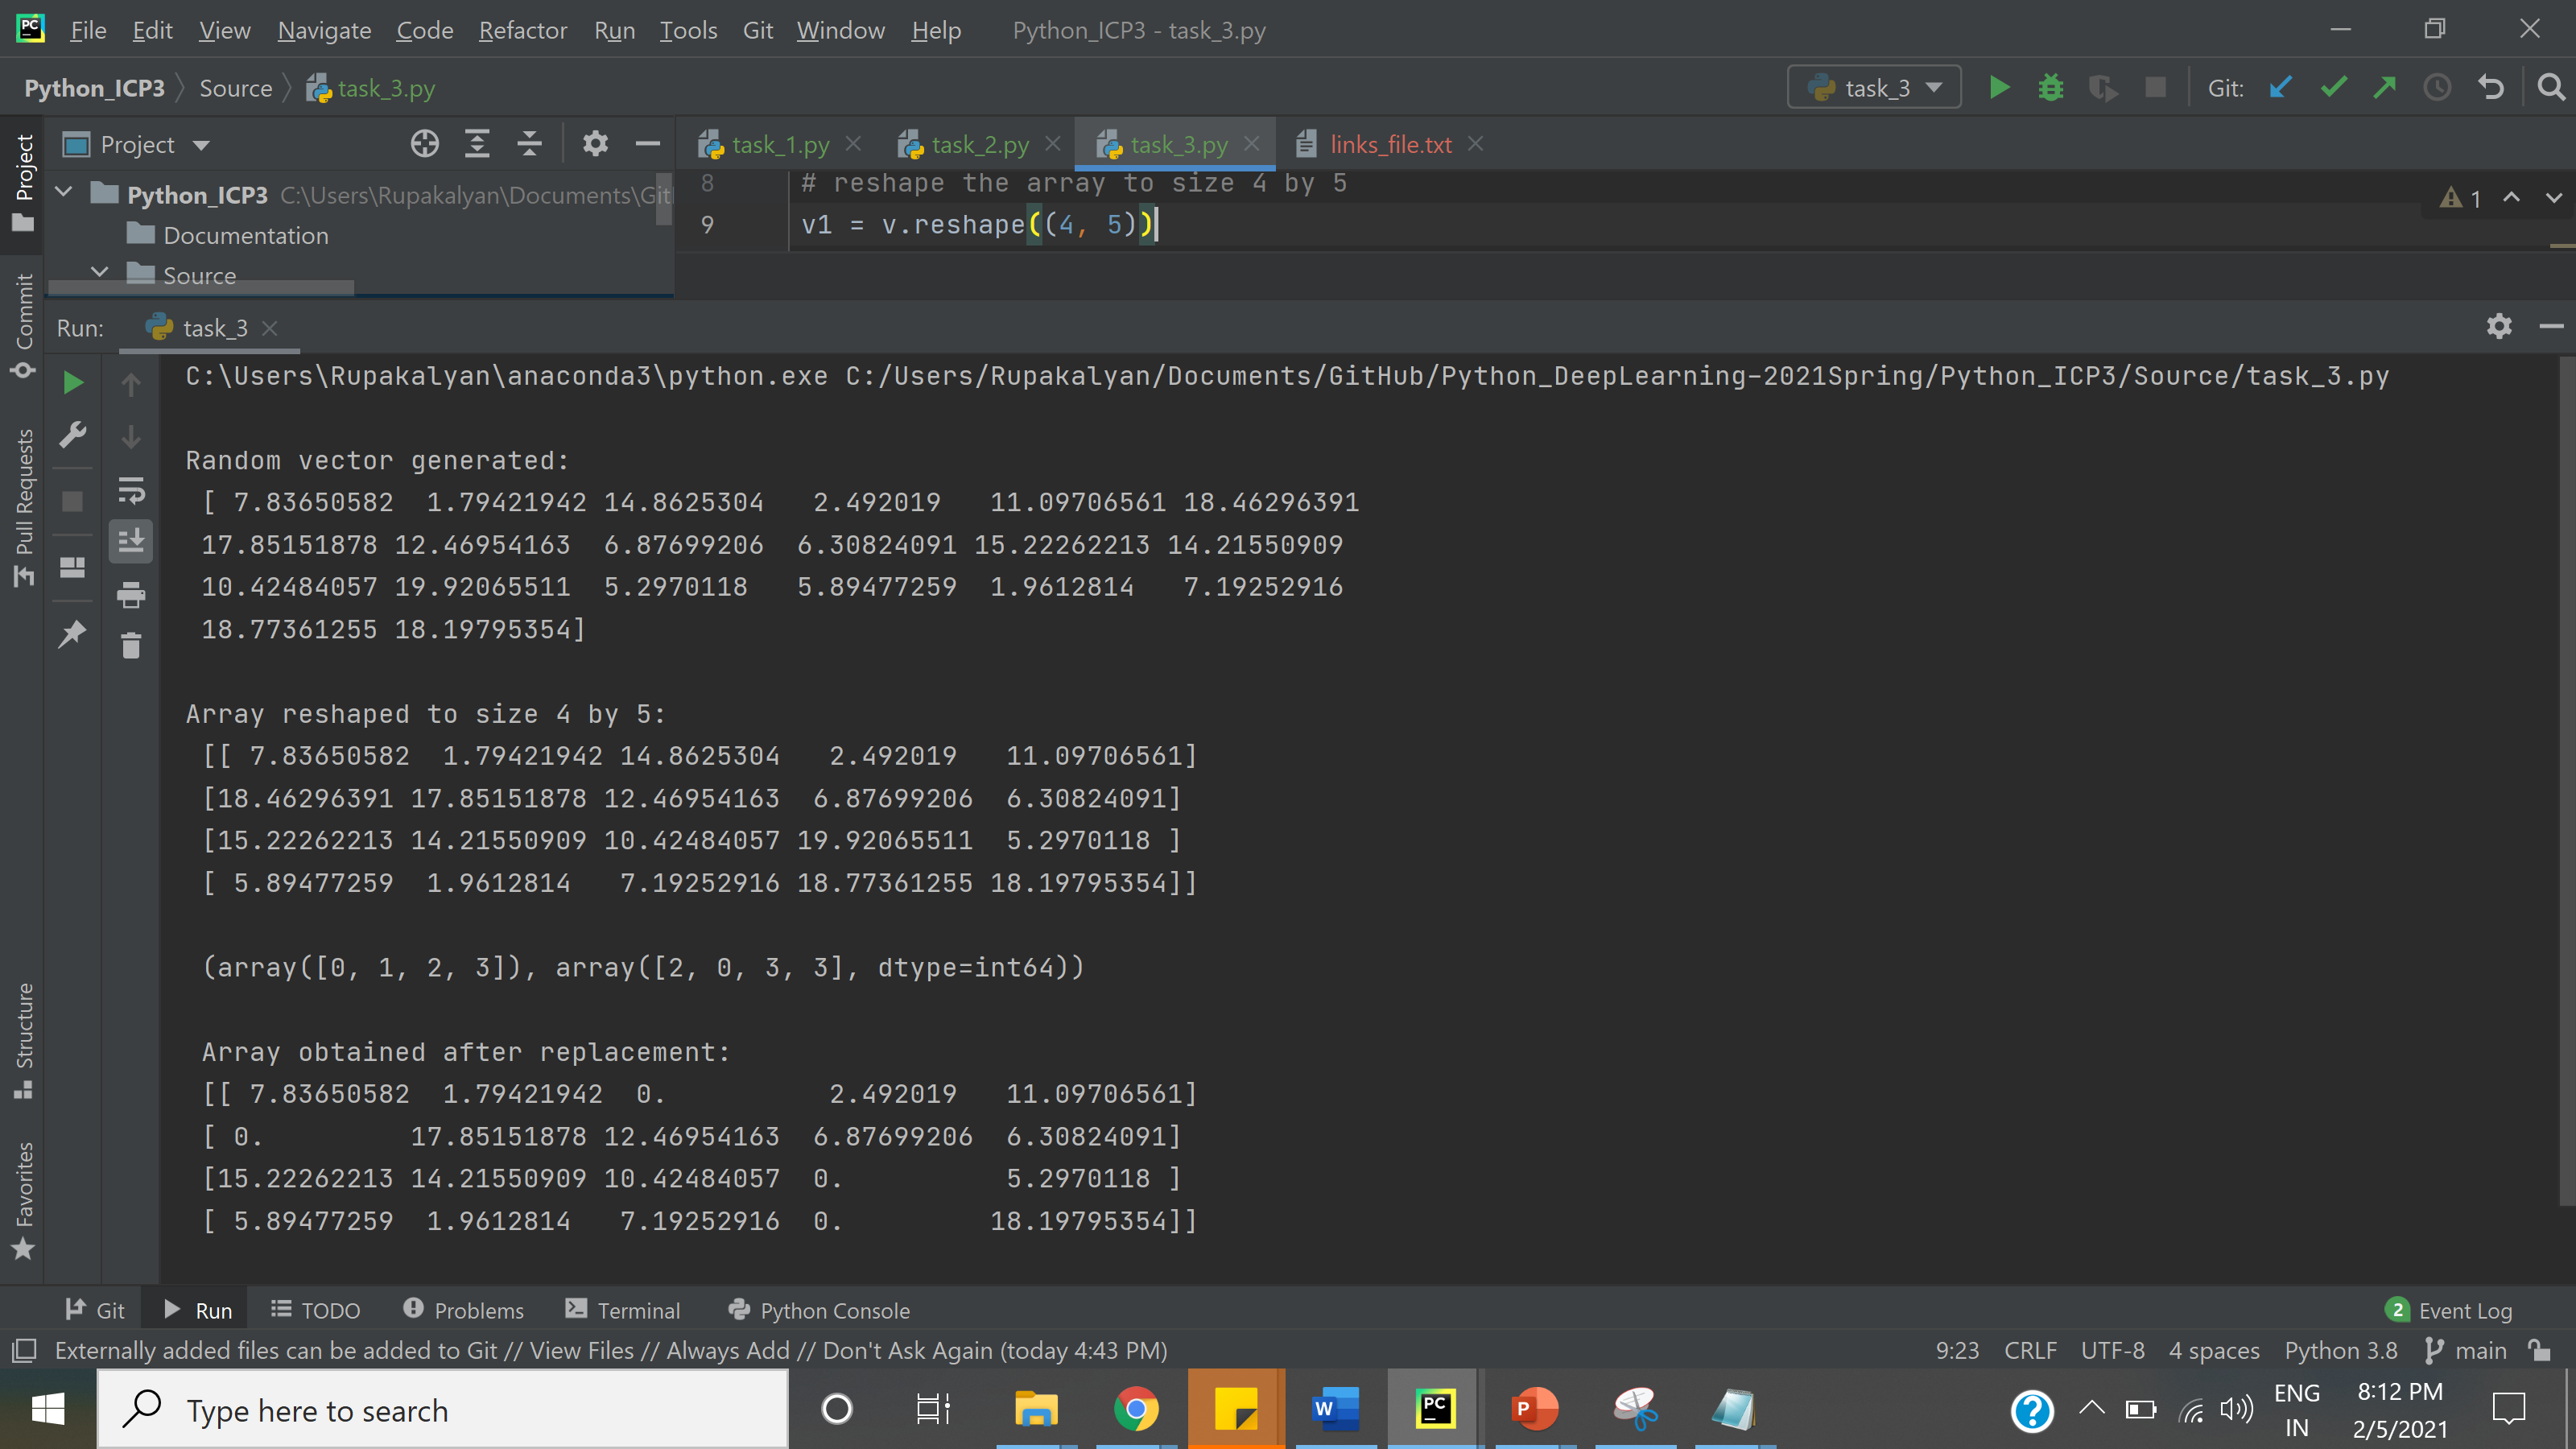 PC File Edit View Navigate Code Refactor Run Tools Git Window Help Python_ICP3 - task_3.py
Python_ICP3 Source task_3.py task_3 Git:
Project task_1.py task_2.py task_3.py links_file.txt
Project
Commit
Pull Requests
Structure
Favorites
Python_ICP3 C:\Users\Rupakalyan\Documents\Git
Documentation
Source
8 # reshape the array to size 4 by 5
9 v1 = v.reshape((4, 5))
1
Run: task_3
C:\Users\Rupakalyan\anaconda3\python.exe C:/Users/Rupakalyan/Documents/GitHub/Python_DeepLearning-2021Spring/Python_ICP3/Source/task_3.py
Random vector generated:
[ 7.83650582  1.79421942 14.8625304   2.492019   11.09706561 18.46296391
17.85151878 12.46954163  6.87699206  6.30824091 15.22262213 14.21550909
10.42484057 19.92065511  5.2970118   5.89477259  1.9612814   7.19252916
18.77361255 18.19795354]
Array reshaped to size 4 by 5:
[[ 7.83650582  1.79421942 14.8625304   2.492019   11.09706561]
[18.46296391 17.85151878 12.46954163  6.87699206  6.30824091]
[15.22262213 14.21550909 10.42484057 19.92065511  5.2970118 ]
[ 5.89477259  1.9612814   7.19252916 18.77361255 18.19795354]]
(array([0, 1, 2, 3]), array([2, 0, 3, 3], dtype=int64))
Array obtained after replacement:
[[ 7.83650582  1.79421942  0.          2.492019   11.09706561]
[ 0.         17.85151878 12.46954163  6.87699206  6.30824091]
[15.22262213 14.21550909 10.42484057  0.          5.2970118 ]
[ 5.89477259  1.9612814   7.19252916  0.         18.19795354]]
Git Run TODO Problems Terminal Python Console 2 Event Log
Externally added files can be added to Git // View Files // Always Add // Don't Ask Again (today 4:43 PM) 9:23 CRLF UTF-8 4 spaces Python 3.8 main
Type here to search W PC P ? ENG 8:12 PM
IN 2/5/2021